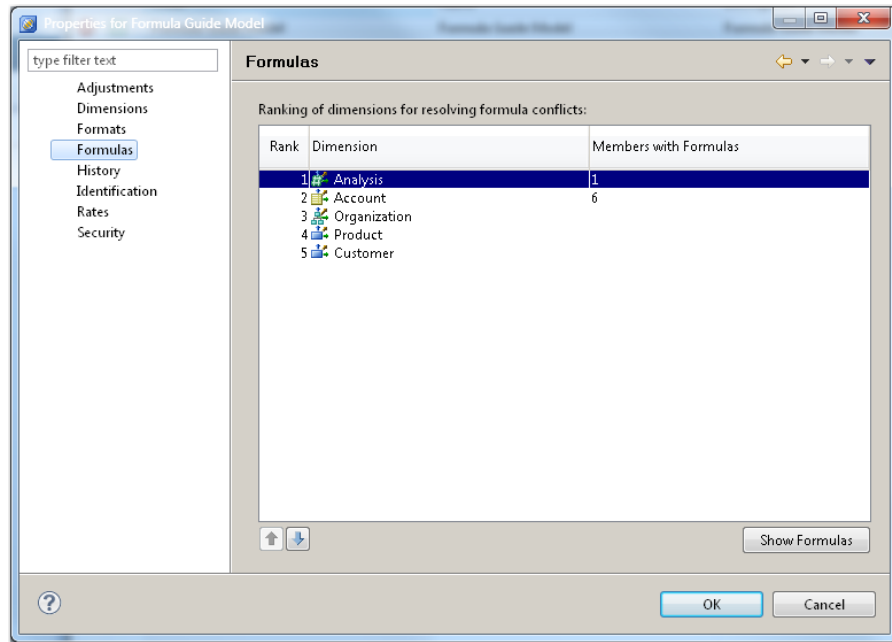 Properties for Formula Guide Model
type filter text
Adjustments
Dimensions
Formats
Formulas
History
Identification
Rates
Security
Formulas
Ranking of dimensions for resolving formula conflicts:
Rank Dimension Members with Formulas
1 Analysis 1
2 Account 6
3 Organization
4 Product
5 Customer
Show Formulas
OK Cancel